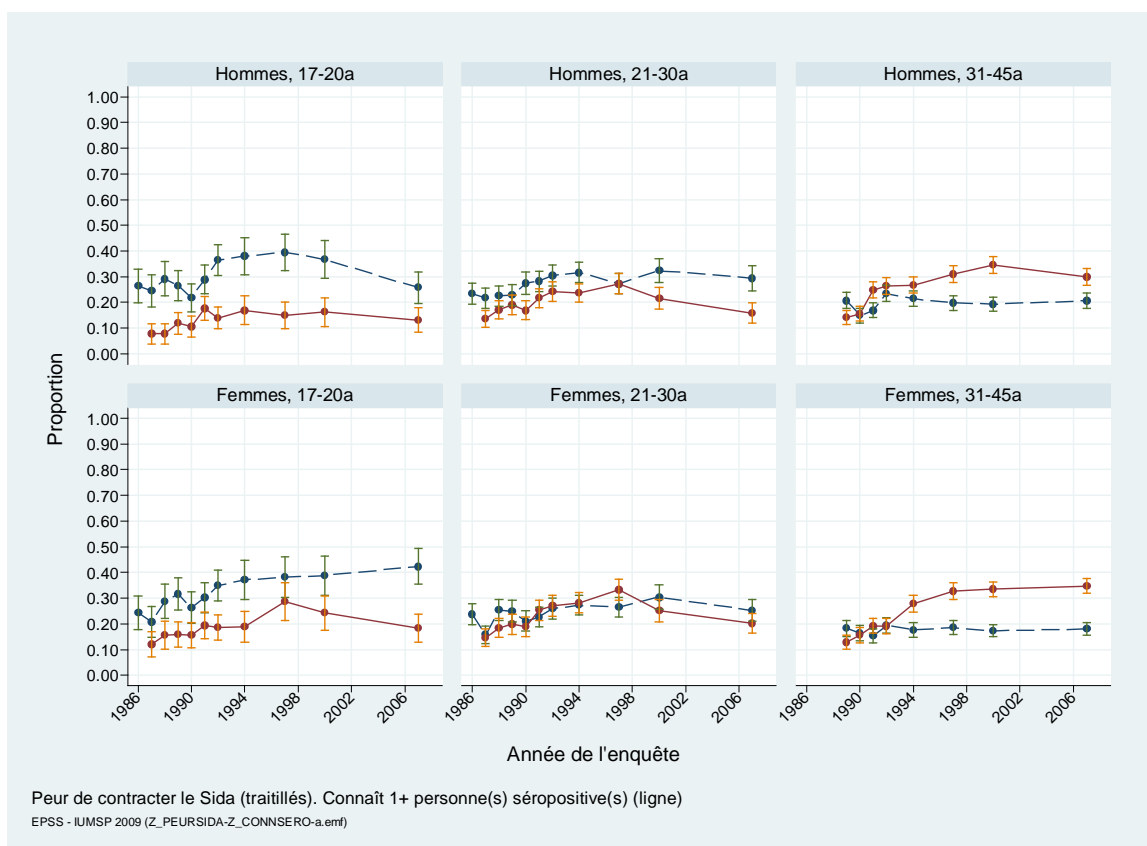 Hommes, 17-20a
Hommes, 21-30a
Hommes, 31-45a
1.00
0.90
0.80
0.70
0.60
0.50
0.40
0.30
0.20
0.10
0.00
Femmes, 17-20a
Femmes, 21-30a
Femmes, 31-45a
1.00
0.90
0.80
0.70
0.60
0.50
0.40
0.30
0.20
0.10
0.00
Proportion
1986 1990 1994 1998 2002 2006
1986 1990 1994 1998 2002 2006
1986 1990 1994 1998 2002 2006
Année de l'enquête
Peur de contracter le Sida (traitillés). Connaît 1+ personne(s) séropositive(s) (ligne)
EPSS - IUMSP 2009 (Z_PEURSIDA-Z_CONNSERO-a.emf)